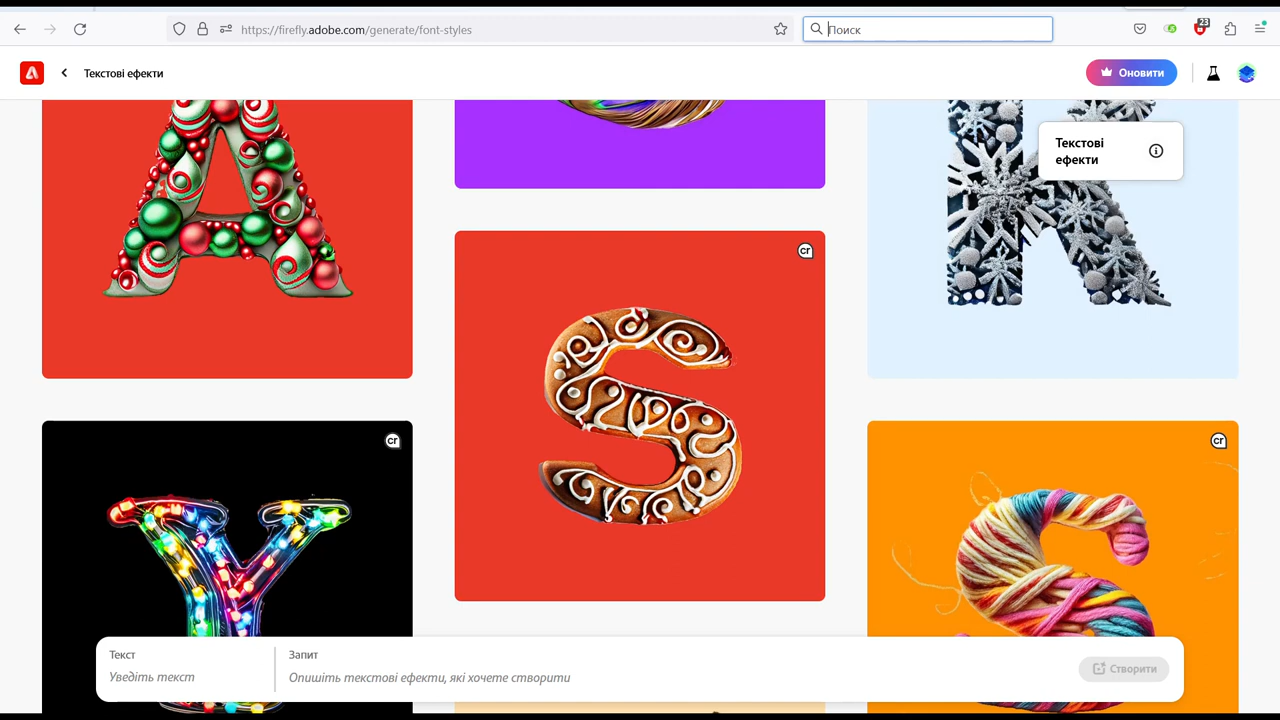 https://firefly.adobe.com/generate/font-styles
Поиск
23
Текстові ефекти
Оновити
A
R
Текстові
ефекти
cr
S
cr
Y
cr
S
Текст
Запит
Уведіть текст
Опишіть текстові ефекти, які хочете створити
Створити